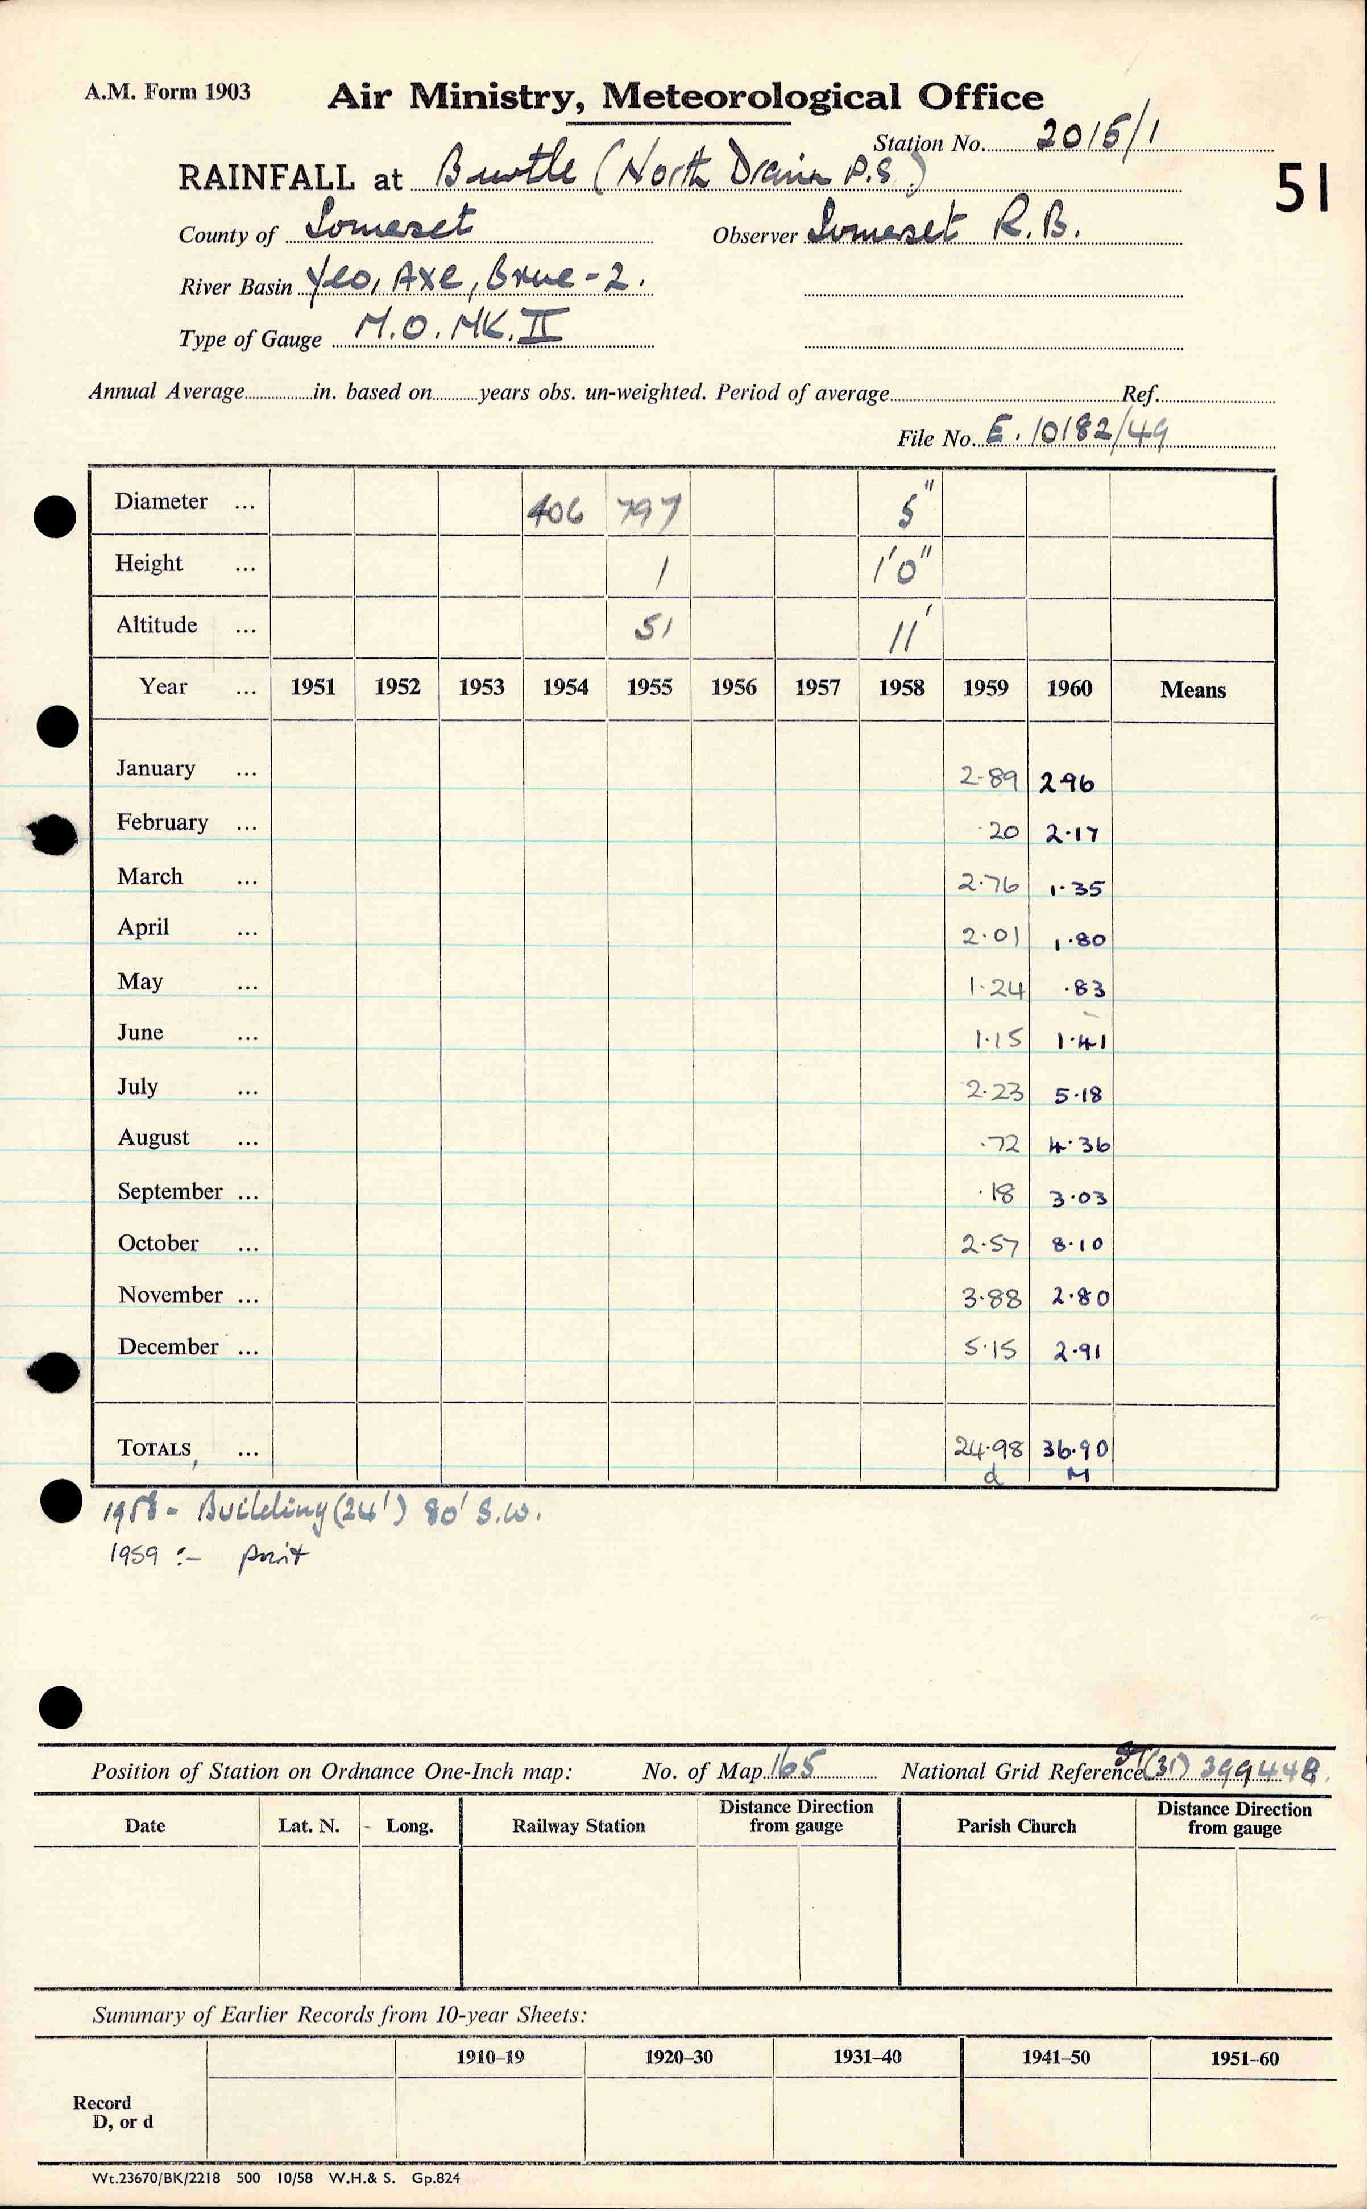 A.M. Form 1903
Air Ministry, Meteorological Office
Station No. 2015/1
RAINFALL at Burtle (North Drain P.S.)
51
County of Somerset Observer Somerset R.B.
River Basin Yeo, Axe, Brue - 2.
Type of Gauge M.O. MK. II
Annual Average in. based on years obs. un-weighted. Period of average Ref.
File No. E. 10182/49
Diameter ... 406 797 5"
Height ... 1 1'0"
Altitude ... 51 11'
Year ... 1951 1952 1953 1954 1955 1956 1957 1958 1959 1960 Means
January ... 2.89 2.96
February ... .20 2.17
March ... 2.76 1.35
April ... 2.01 1.80
May ... 1.24 .83
June ... 1.15 1.41
July ... 2.23 5.18
August ... .72 4.36
September ... .18 3.03
October ... 2.57 8.10
November ... 3.88 2.80
December ... 5.15 2.91
TOTALS ... 24.98 36.90
d M
1958 - Building (24') 80' S.W.
1959 :-
Position of Station on Ordnance One-Inch map: No. of Map 165 National Grid Reference ST (31) 399448.
Date Lat. N. - Long. Railway Station Distance Direction from gauge Parish Church Distance Direction from gauge
Summary of Earlier Records from 10-year Sheets:
1910–19 1920–30 1931–40 1941–50 1951–60
Record
D, or d
Wt.23670/BK/2218 500 10/58 W.H.& S. Gp.824